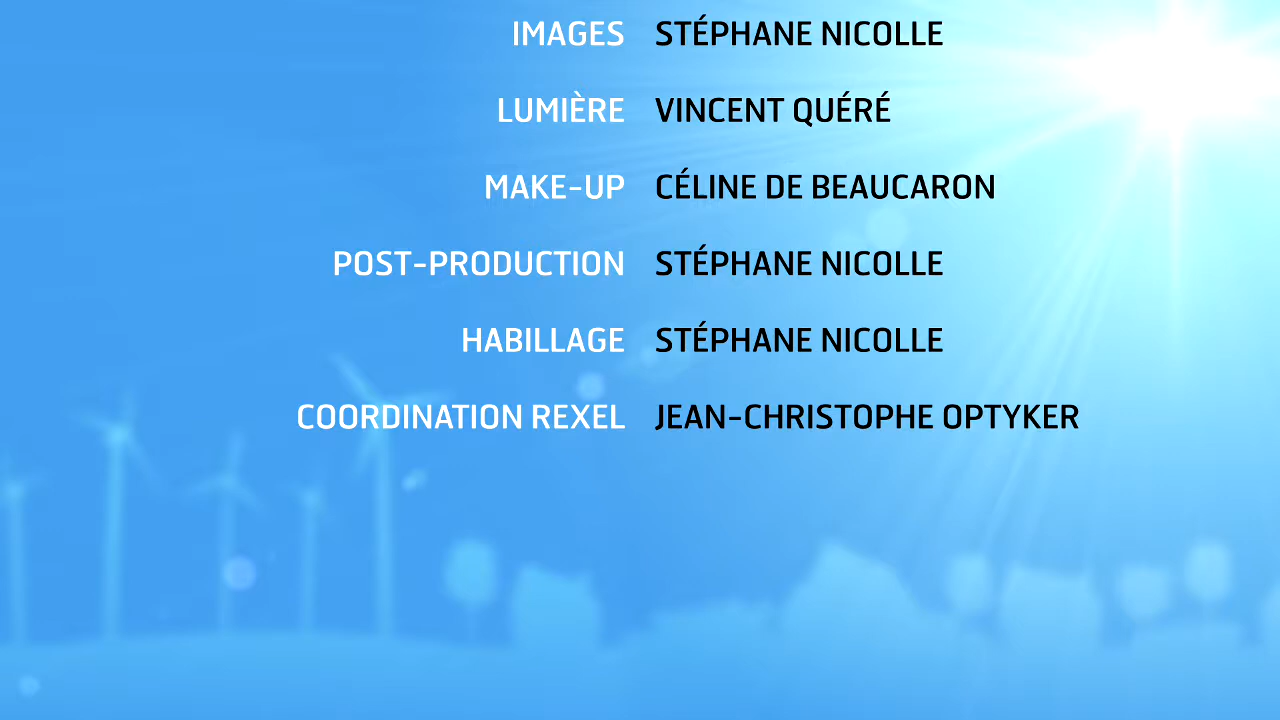 IMAGES STÉPHANE NICOLLE
LUMIÈRE VINCENT QUÉRÉ
MAKE-UP CÉLINE DE BEAUCARON
POST-PRODUCTION STÉPHANE NICOLLE
HABILLAGE STÉPHANE NICOLLE
COORDINATION REXEL JEAN-CHRISTOPHE OPTYKER